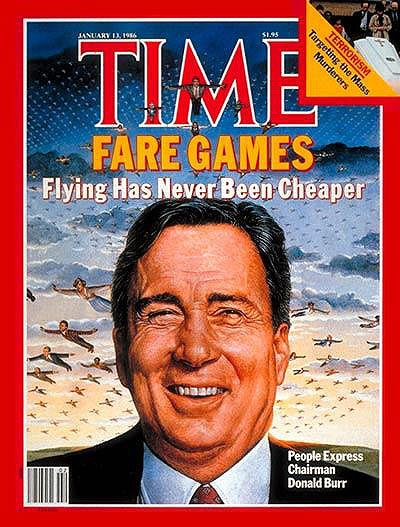 JANUARY 13, 1986
$1.95
TIME
TERRORISM
Targeting the Mass
Murderers
FARE GAMES
Flying Has Never Been Cheaper
People Express
Chairman
Donald Burr
02